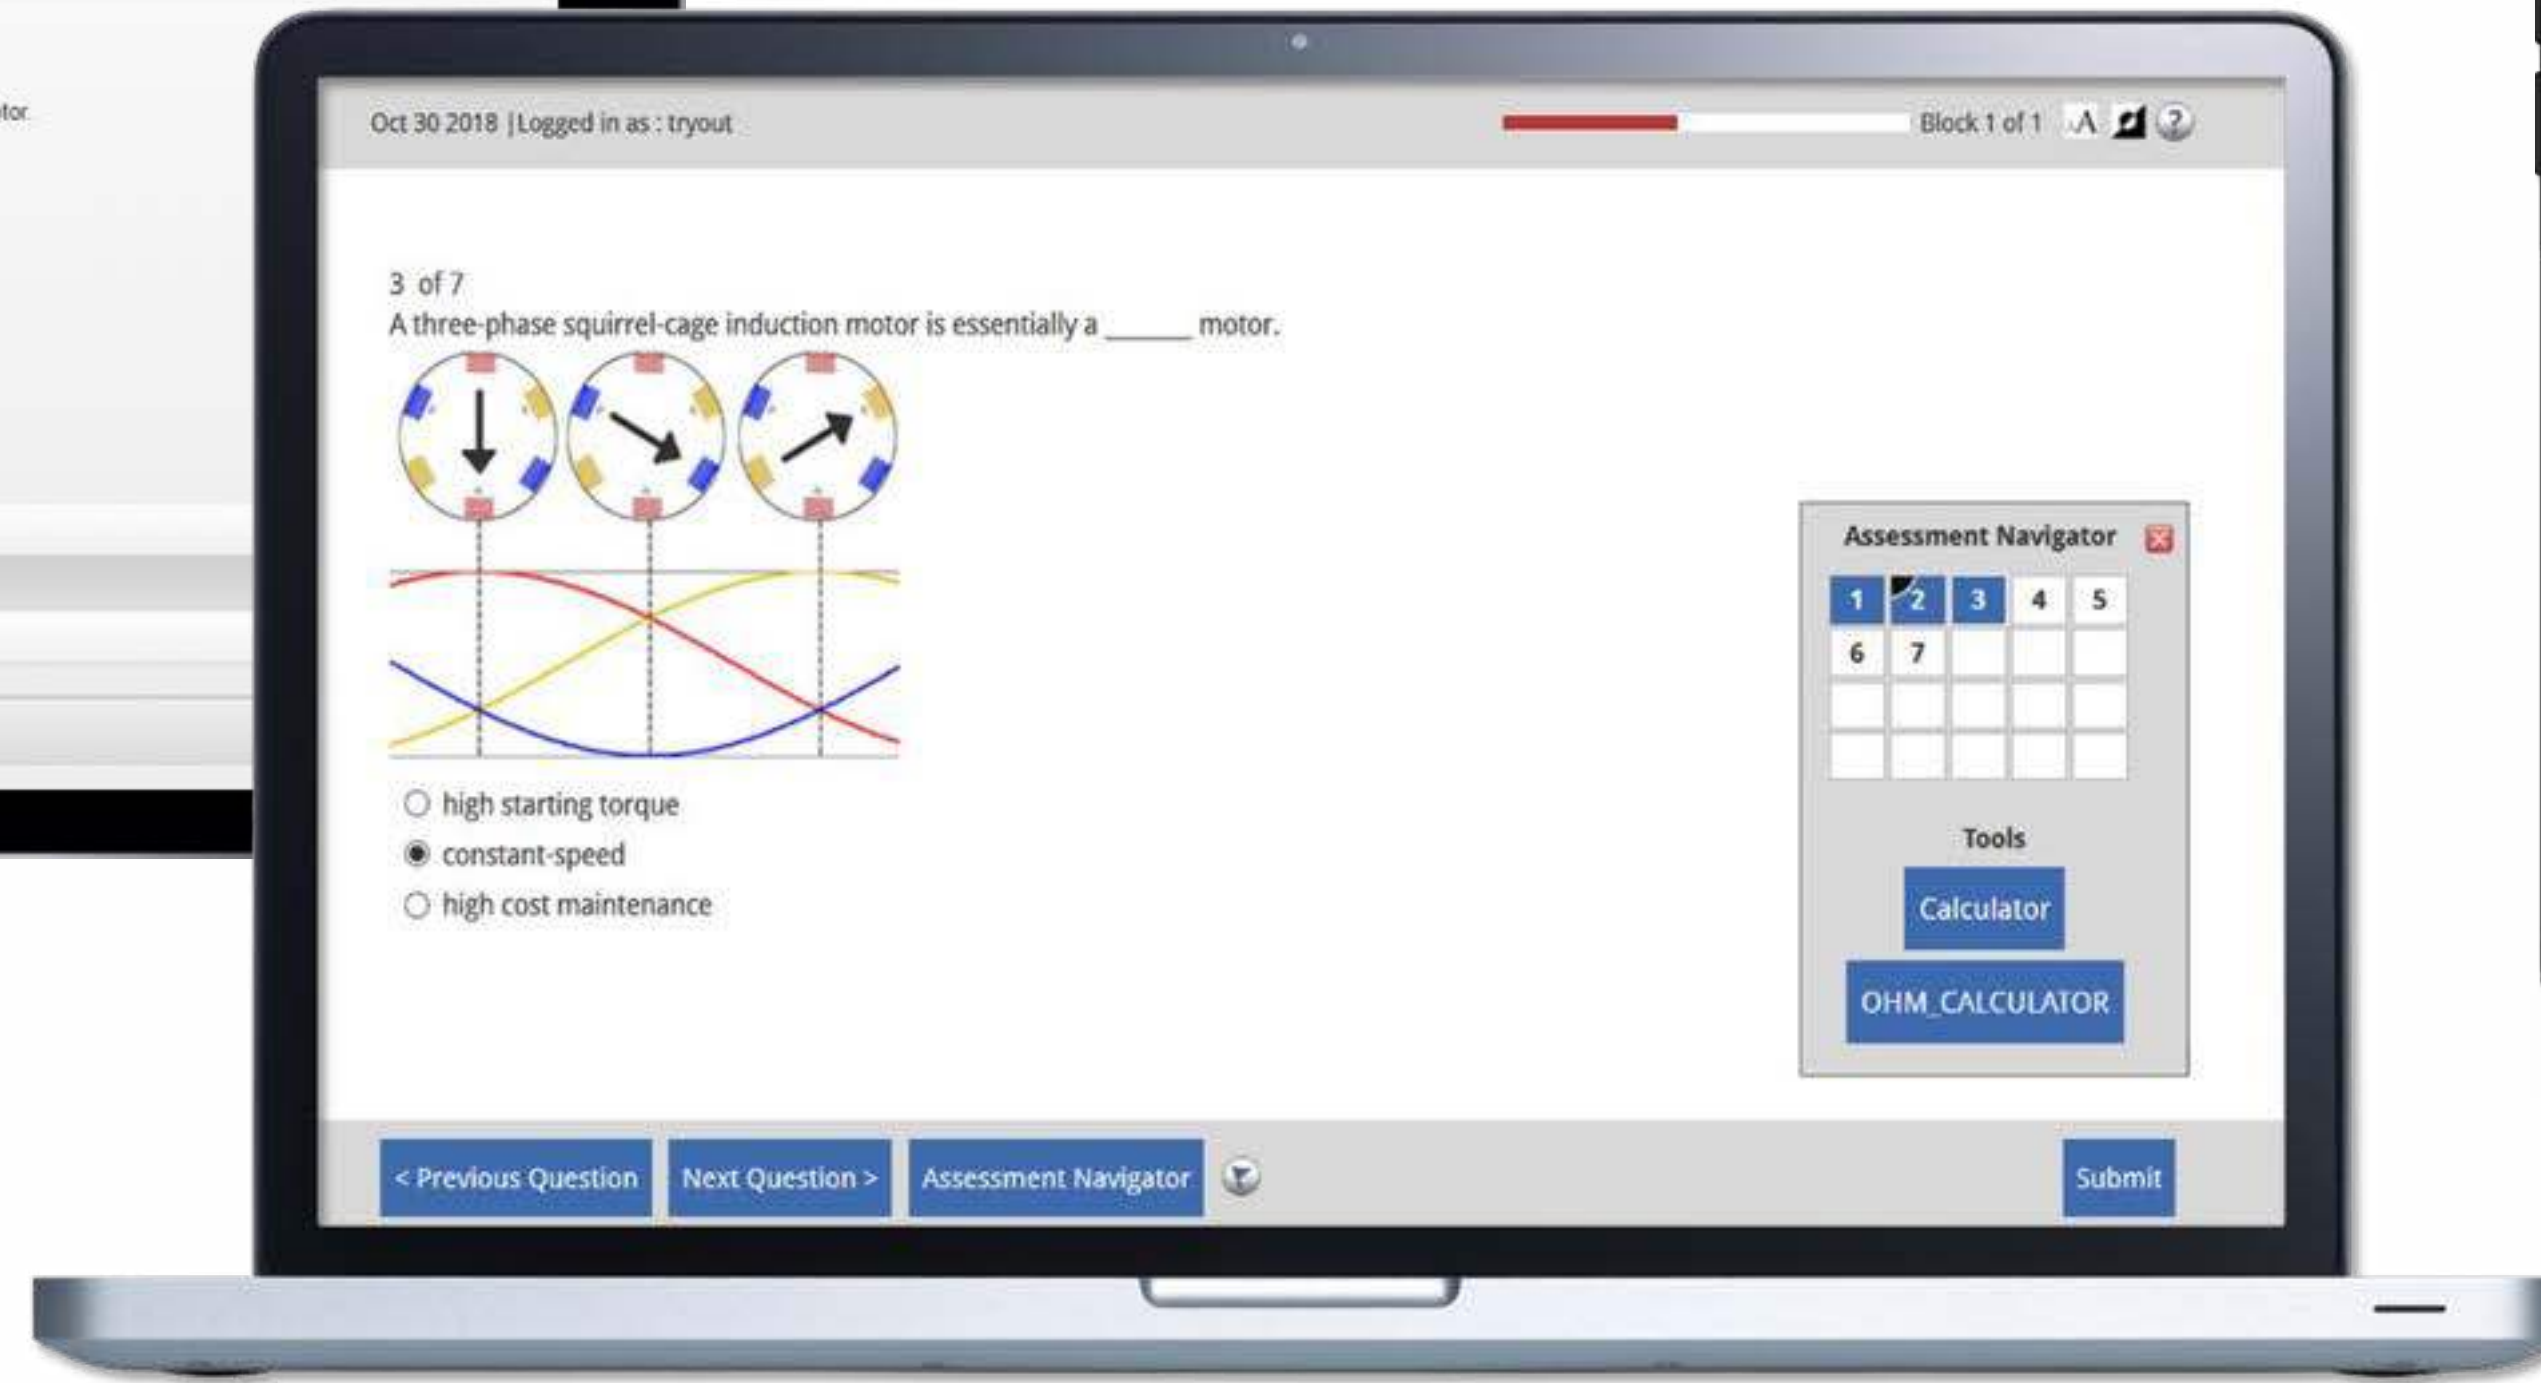 Oct 30 2018 |Logged in as : tryout
Block 1 of 1
A
?
3 of 7
A three-phase squirrel-cage induction motor is essentially a ______ motor.
high starting torque
constant-speed
high cost maintenance
Assessment Navigator
1 2 3 4 5
6 7
Tools
Calculator
OHM_CALCULATOR
< Previous Question
Next Question >
Assessment Navigator
Submit